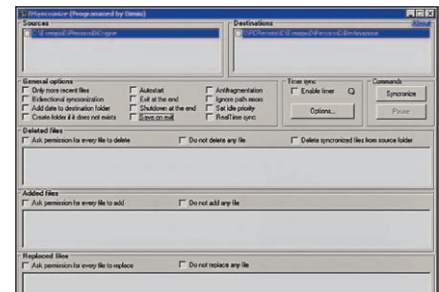 DSynchronize (Programmed by Dimio)
Sources
Destinations
About
General options
Only more recent files
Bidirectional syncronization
Add date to destination folder
Create folder if it does not exists
Autostart
Exit at the end
Shutdown at the end
Save on exit
Antifragmentation
Ignore path errors
Set idle priority
RealTime sync
Timer sync
Enable timer
Options...
Commands
Syncronize
Pause
Deleted files
Ask permission for every file to delete
Do not delete any file
Delete syncronized files from source folder
Added files
Ask permission for every file to add
Do not add any file
Replaced files
Ask permission for every file to replace
Do not replace any file